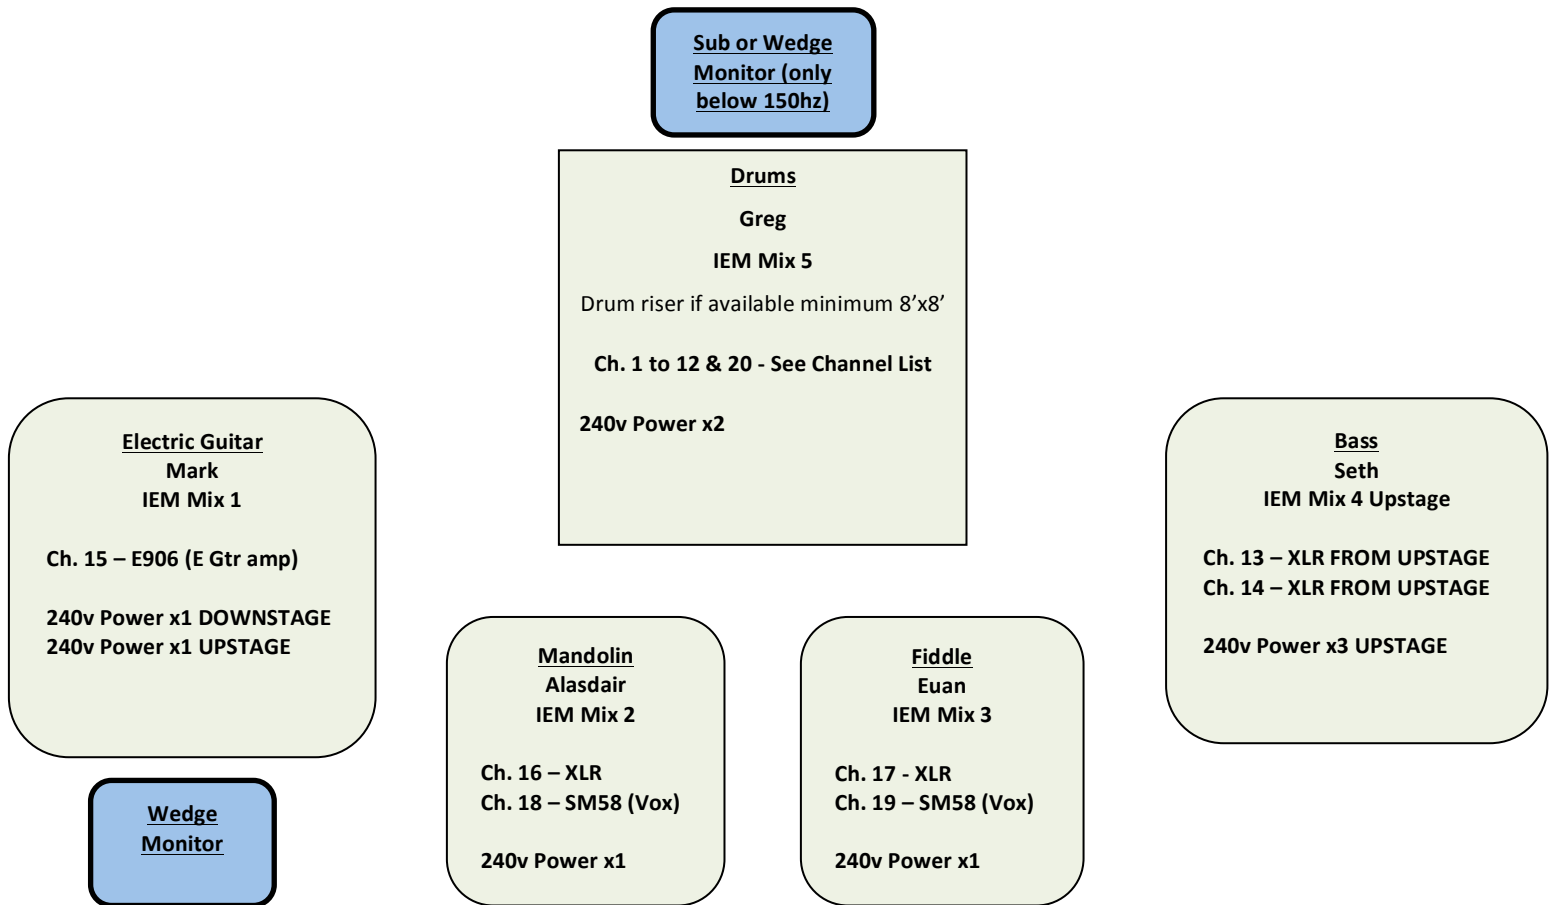 Sub or Wedge
Monitor (only
below 150hz)
Drums
Greg
IEM Mix 5
Drum riser if available minimum 8’x8’
Ch. 1 to 12 & 20 - See Channel List
240v Power x2
Electric Guitar
Mark
IEM Mix 1
Ch. 15 – E906 (E Gtr amp)
240v Power x1 DOWNSTAGE
240v Power x1 UPSTAGE
Bass
Seth
IEM Mix 4 Upstage
Ch. 13 – XLR FROM UPSTAGE
Ch. 14 – XLR FROM UPSTAGE
240v Power x3 UPSTAGE
Mandolin
Alasdair
IEM Mix 2
Ch. 16 – XLR
Ch. 18 – SM58 (Vox)
240v Power x1
Fiddle
Euan
IEM Mix 3
Ch. 17 - XLR
Ch. 19 – SM58 (Vox)
240v Power x1
Wedge
Monitor